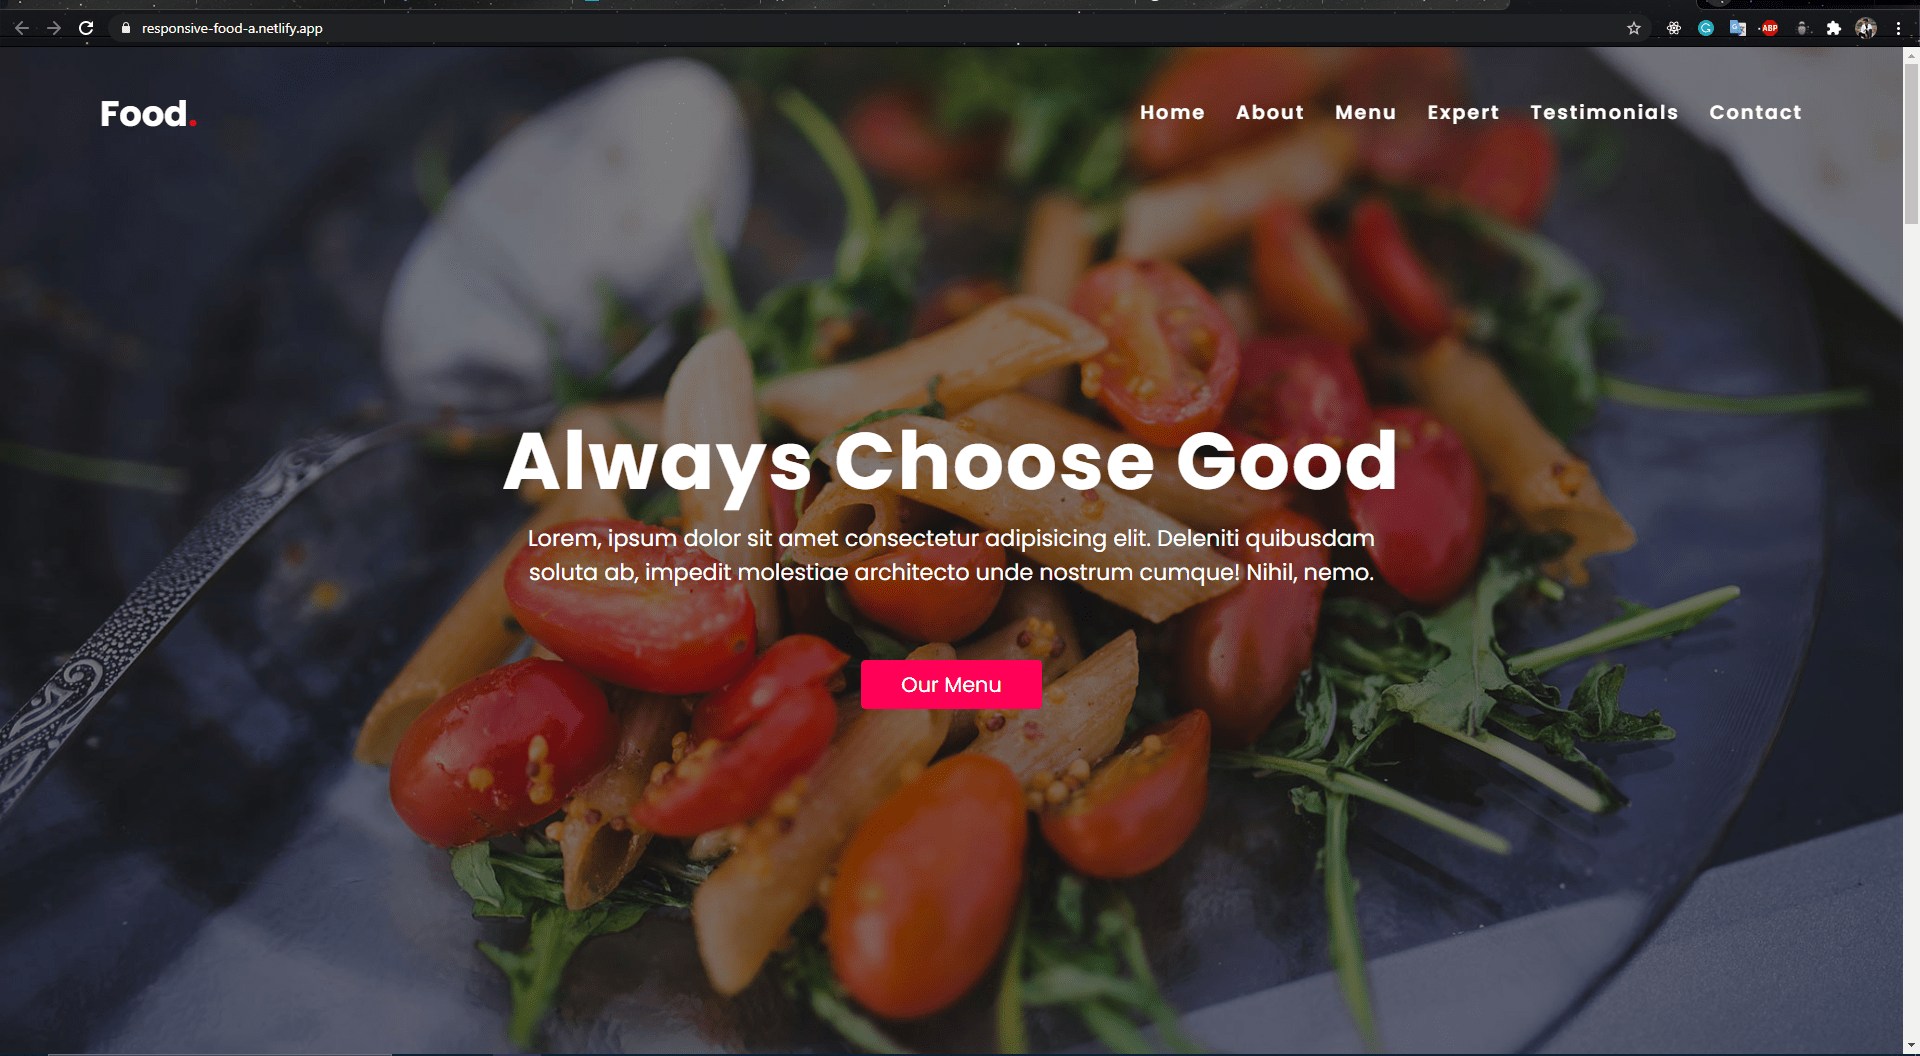 responsive-food-a.netlify.app
ABP
Food.
Home About Menu Expert Testimonials Contact
Always Choose Good
Lorem, ipsum dolor sit amet consectetur adipisicing elit. Deleniti quibusdam
soluta ab, impedit molestiae architecto unde nostrum cumque! Nihil, nemo.
Our Menu